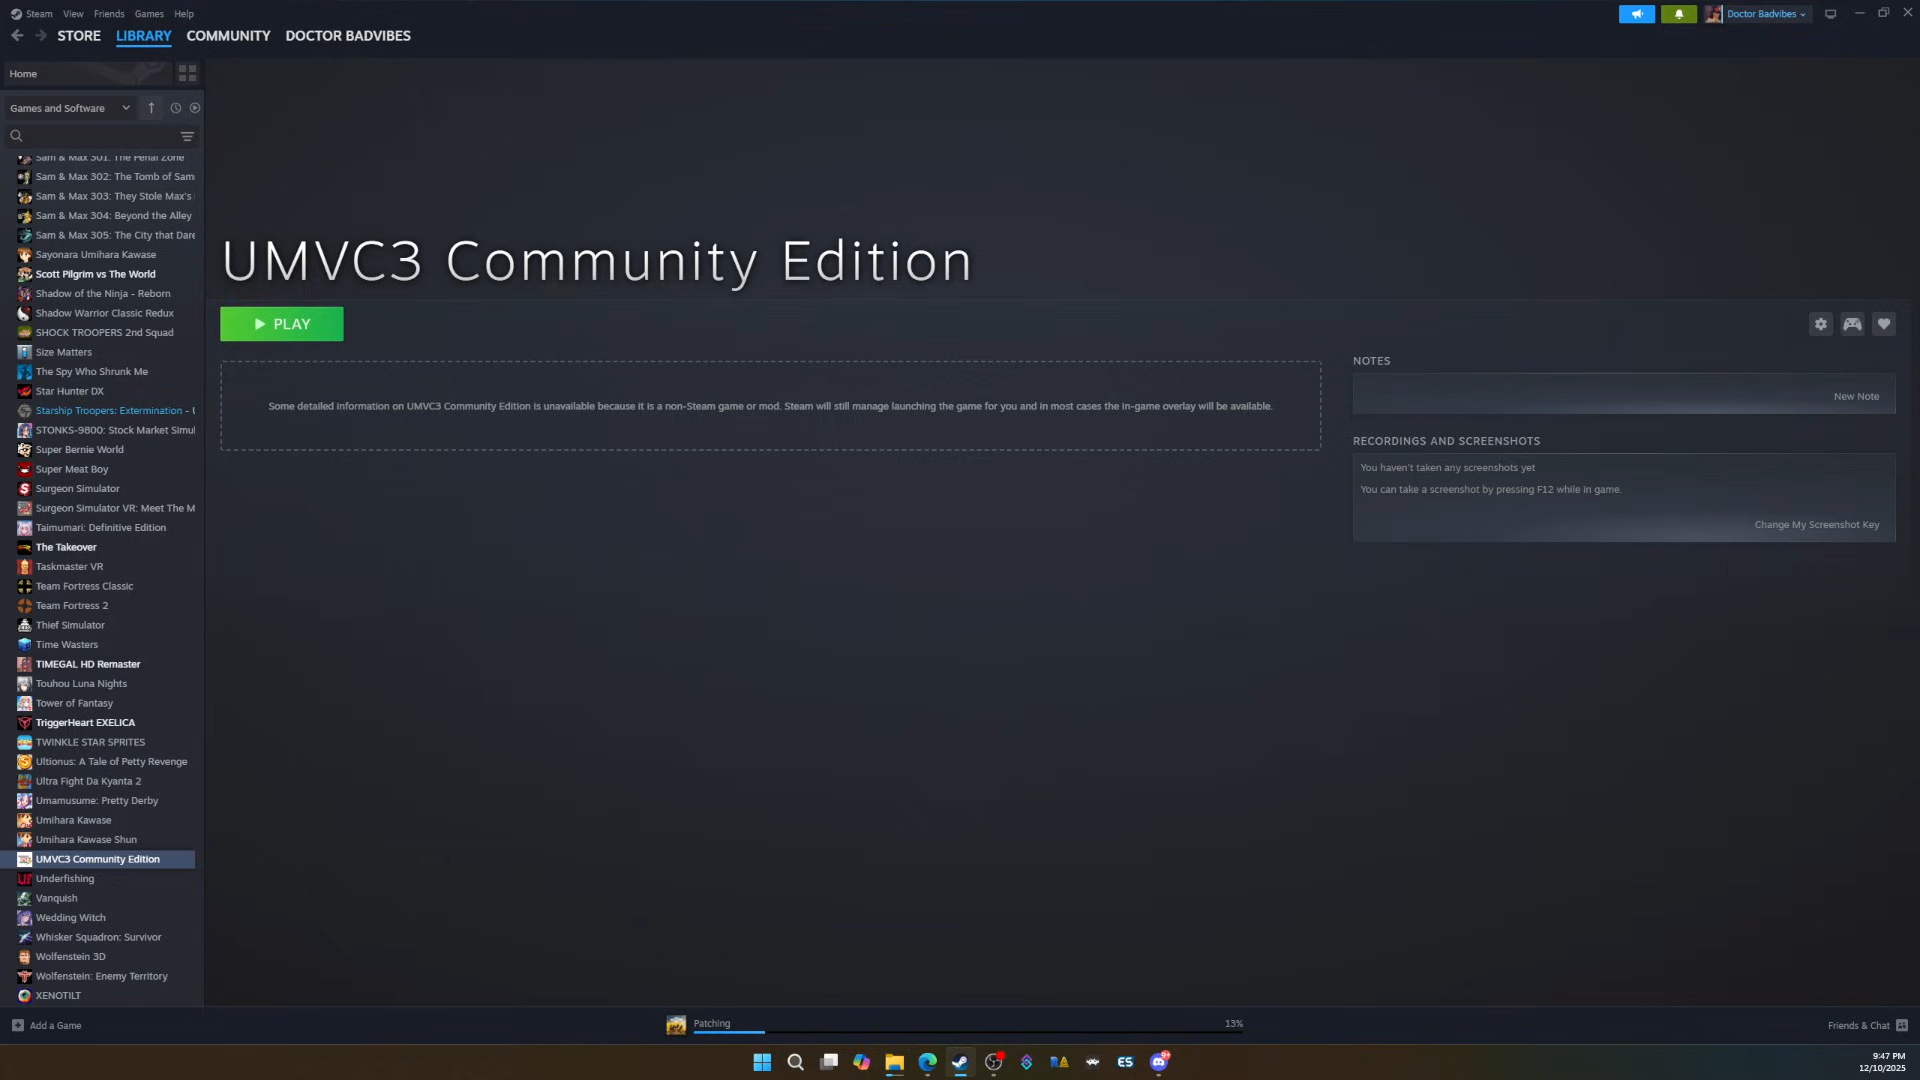 Steam View Friends Games Help
Doctor Badvibes
STORE LIBRARY COMMUNITY DOCTOR BADVIBES
Home
Games and Software
Sam & Max 301: The Penal Zone
Sam & Max 302: The Tomb of Sam
Sam & Max 303: They Stole Max's
Sam & Max 304: Beyond the Alley
Sam & Max 305: The City that Dare
Sayonara Umihara Kawase
Scott Pilgrim vs The World
Shadow of the Ninja - Reborn
Shadow Warrior Classic Redux
SHOCK TROOPERS 2nd Squad
Size Matters
The Spy Who Shrunk Me
Star Hunter DX
Starship Troopers: Extermination - U
STONKS-9800: Stock Market Simul
Super Bernie World
Super Meat Boy
Surgeon Simulator
Surgeon Simulator VR: Meet The M
Taimumari: Definitive Edition
The Takeover
Taskmaster VR
Team Fortress Classic
Team Fortress 2
Thief Simulator
Time Wasters
TIMEGAL HD Remaster
Touhou Luna Nights
Tower of Fantasy
TriggerHeart EXELICA
TWINKLE STAR SPRITES
Ultionus: A Tale of Petty Revenge
Ultra Fight Da Kyanta 2
Umamusume: Pretty Derby
Umihara Kawase
Umihara Kawase Shun
UMVC3 Community Edition
Underfishing
Vanquish
Wedding Witch
Whisker Squadron: Survivor
Wolfenstein 3D
Wolfenstein: Enemy Territory
XENOTILT
Add a Game
UMVC3 Community Edition
PLAY
Some detailed information on UMVC3 Community Edition is unavailable because it is a non-Steam game or mod. Steam will still manage launching the game for you and in most cases the in-game overlay will be available.
NOTES
New Note
RECORDINGS AND SCREENSHOTS
You haven't taken any screenshots yet
You can take a screenshot by pressing F12 while in game.
Change My Screenshot Key
Patching 13%
Friends & Chat
ES
9+
9:47 PM
12/10/2025